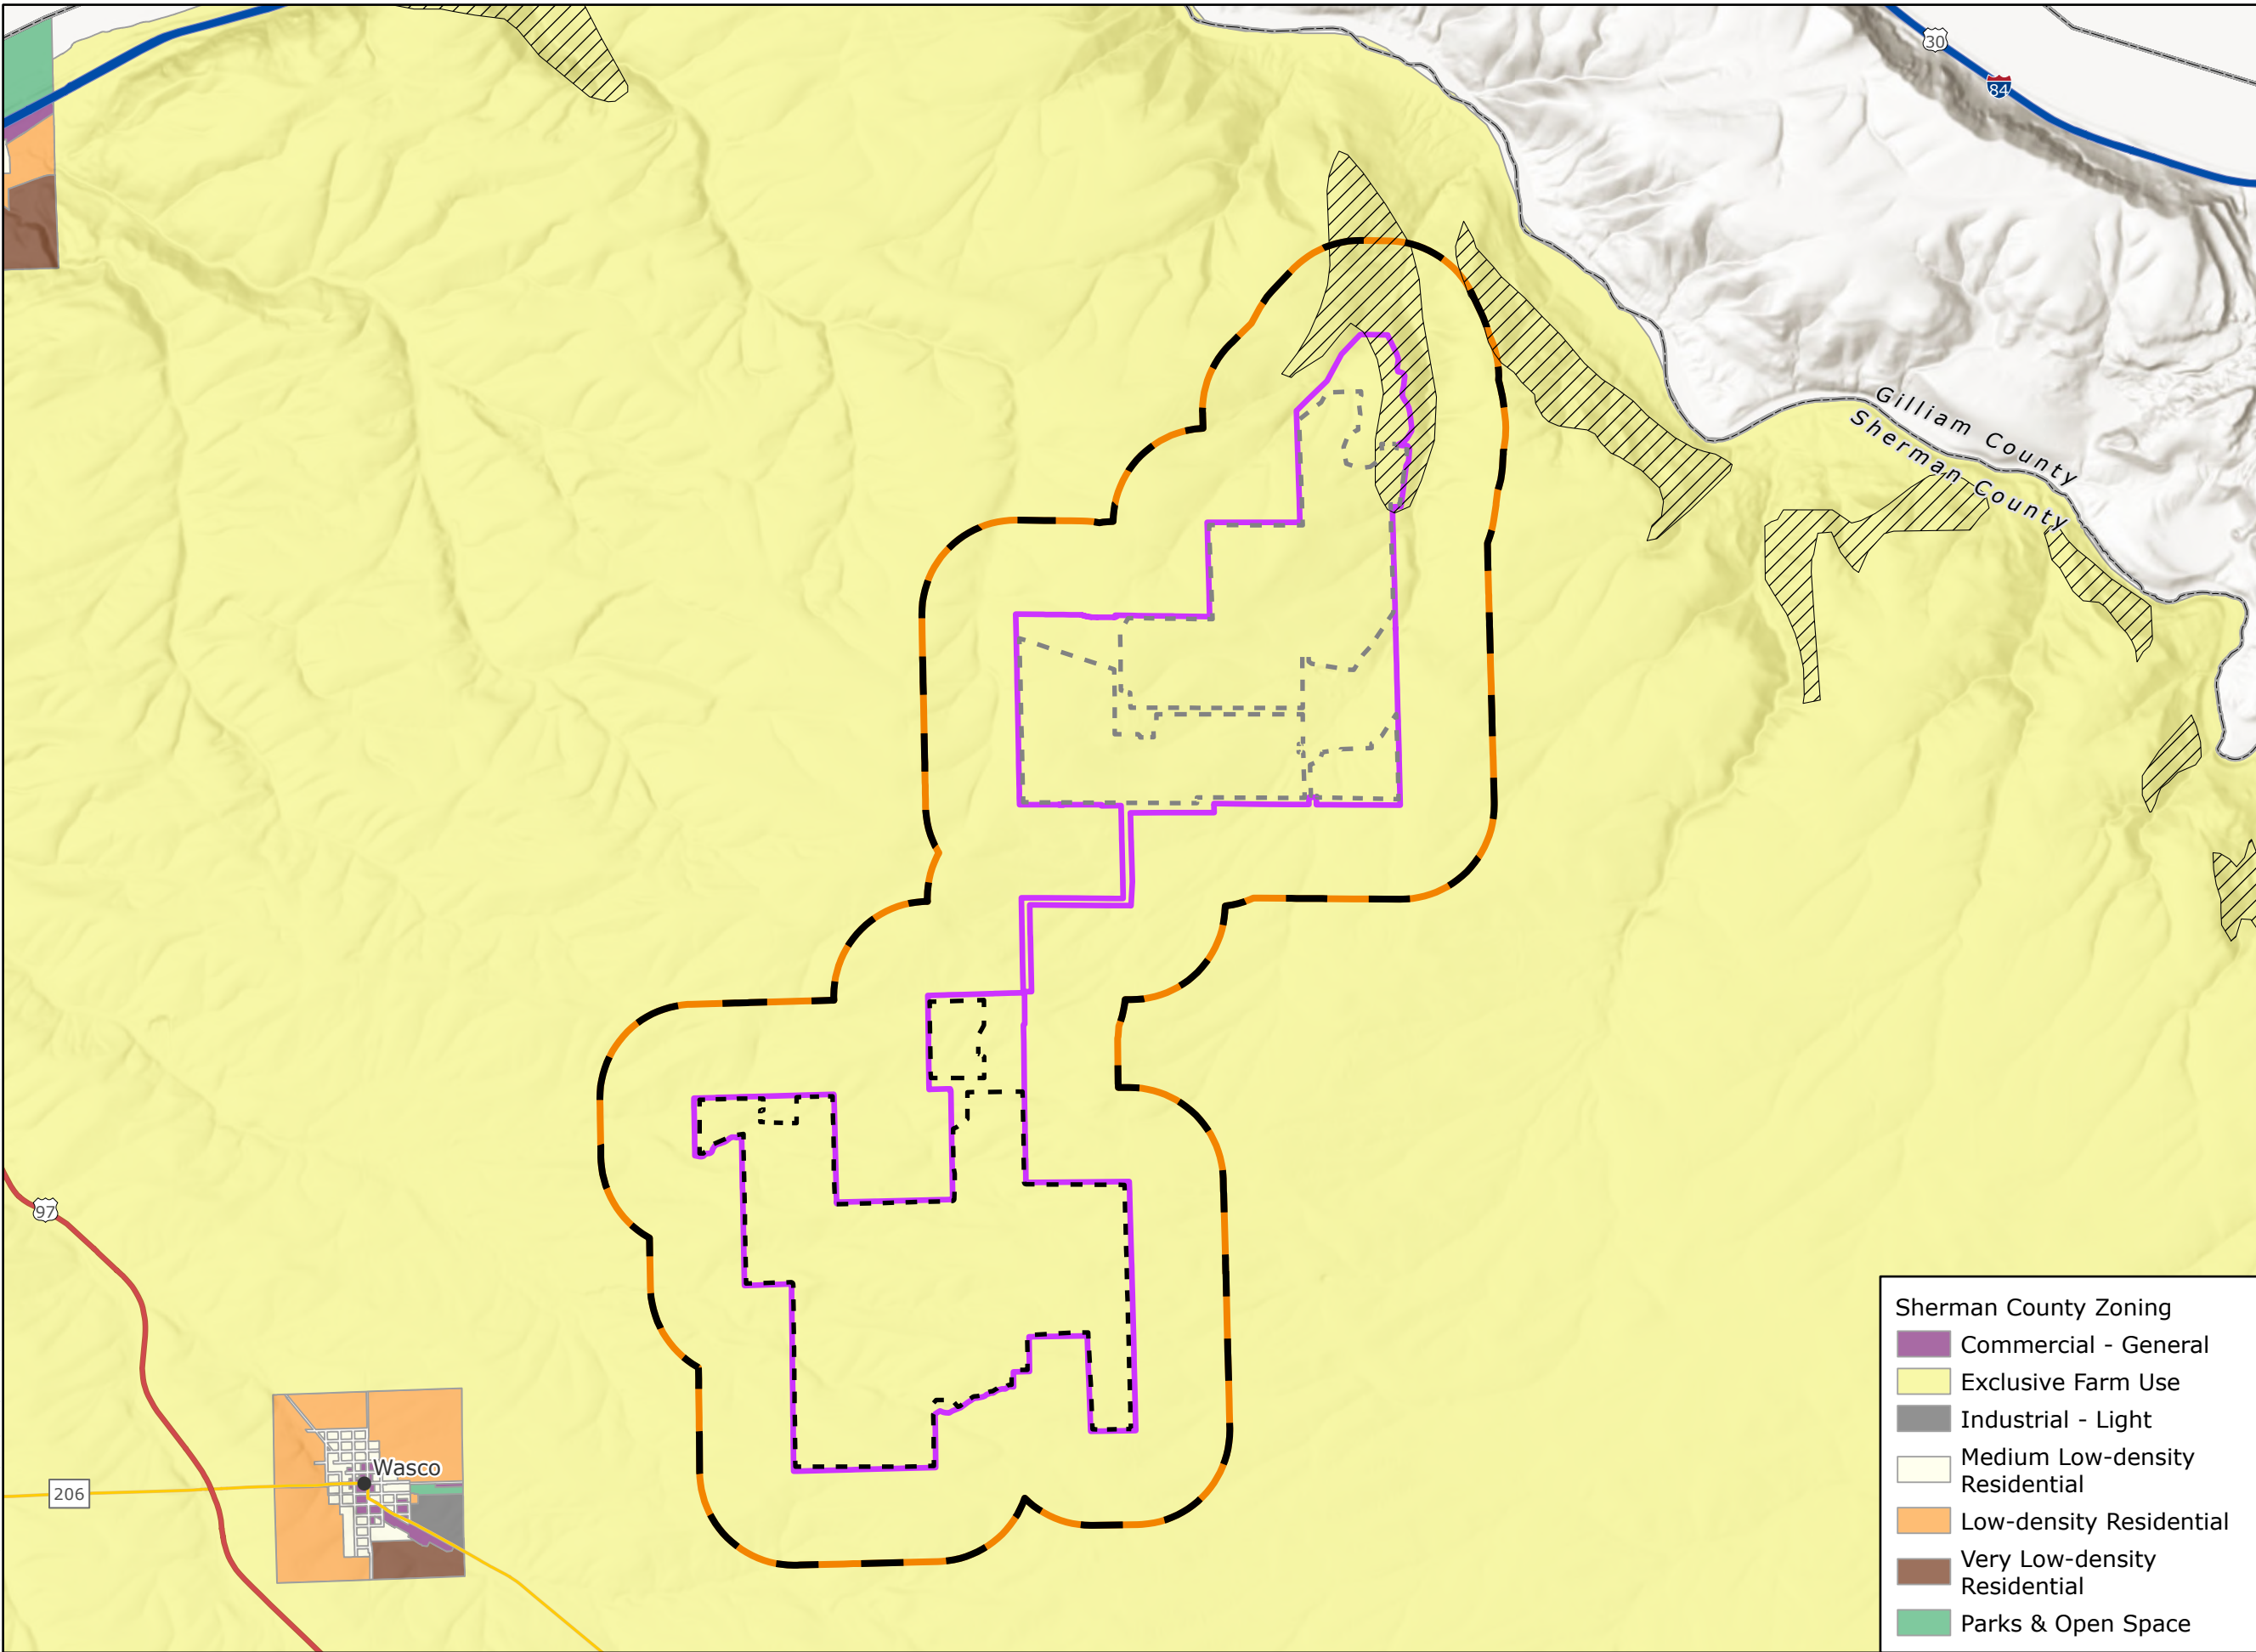 30
84
Gilliam County
Sherman County
97
Wasco
206
Sherman County Zoning
Commercial - General
Exclusive Farm Use
Industrial - Light
Medium Low-density
Residential
Low-density Residential
Very Low-density
Residential
Parks & Open Space